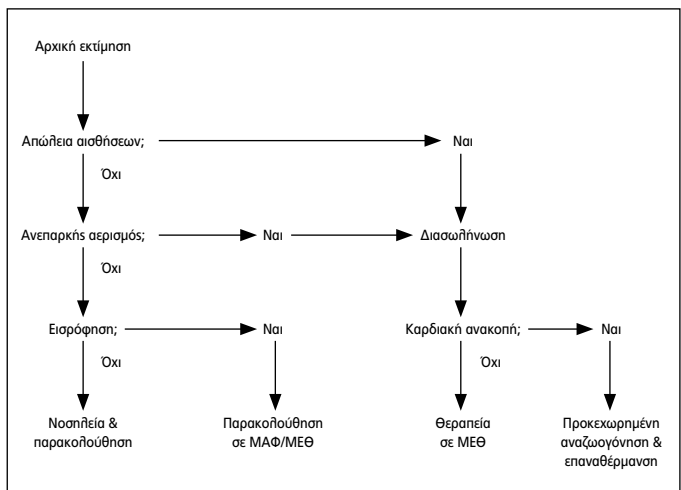 Αρχική εκτίμηση
Απώλεια αισθήσεων;
Ναι
Όχι
Ανεπαρκής αερισμός;
Ναι
Διασωλήνωση
Όχι
Εισρόφηση;
Ναι
Καρδιακή ανακοπή;
Ναι
Όχι
Όχι
Νοσηλεία &
παρακολούθηση
Παρακολούθηση
σε ΜΑΦ/ΜΕΘ
Θεραπεία
σε ΜΕΘ
Προκεχωρημένη
αναζωογόνηση &
επαναθέρμανση